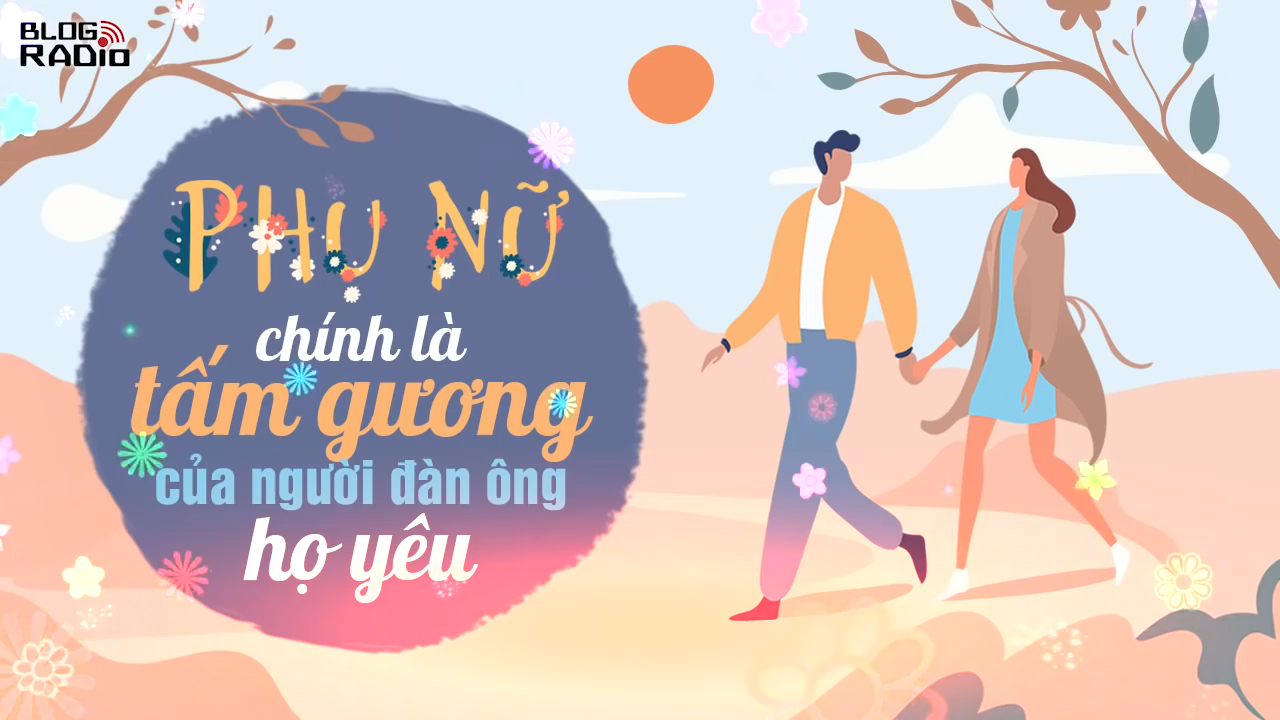 BLOG
RADIO
PHỤ NỮ
chính là
tấm gương
của người đàn ông
họ yêu